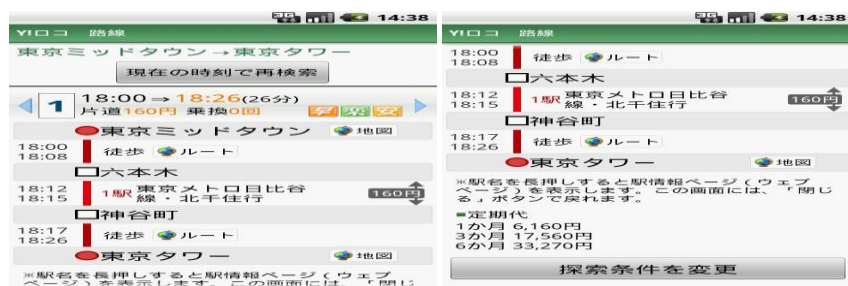 3G 14:38
Y!ロコ 路線
東京ミッドタウン→東京タワー
現在の時刻で再検索
1 18:00⇒18:26(26分)
片道160円 乗換0回 早 楽 安
東京ミッドタウン 地図
18:00
18:08 徒歩 ルート
六本木
18:12
18:15 1駅 東京メトロ日比谷
線・北千住行 160円
神谷町
18:17
18:26 徒歩 ルート
東京タワー 地図
※駅名を長押しすると駅情報ページ(ウェブ
ページ)を表示します。この画面には、「閉じ
3G 14:38
Y!ロコ 路線
18:00
18:08 徒歩 ルート
六本木
18:12
18:15 1駅 東京メトロ日比谷
線・北千住行 160円
神谷町
18:17
18:26 徒歩 ルート
東京タワー 地図
※駅名を長押しすると駅情報ページ(ウェブ
ページ)を表示します。この画面には、「閉じ
る」ボタンで戻れます。
定期代
1か月 6,160円
3か月 17,560円
6か月 33,270円
探索条件を変更